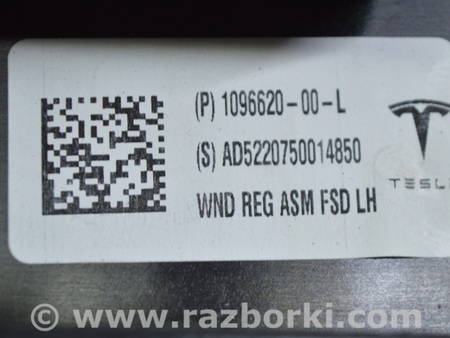 (P) 1096620-00-L
(S) AD5220750014850
WND REG ASM FSD LH
TESL
© www.razborki.com